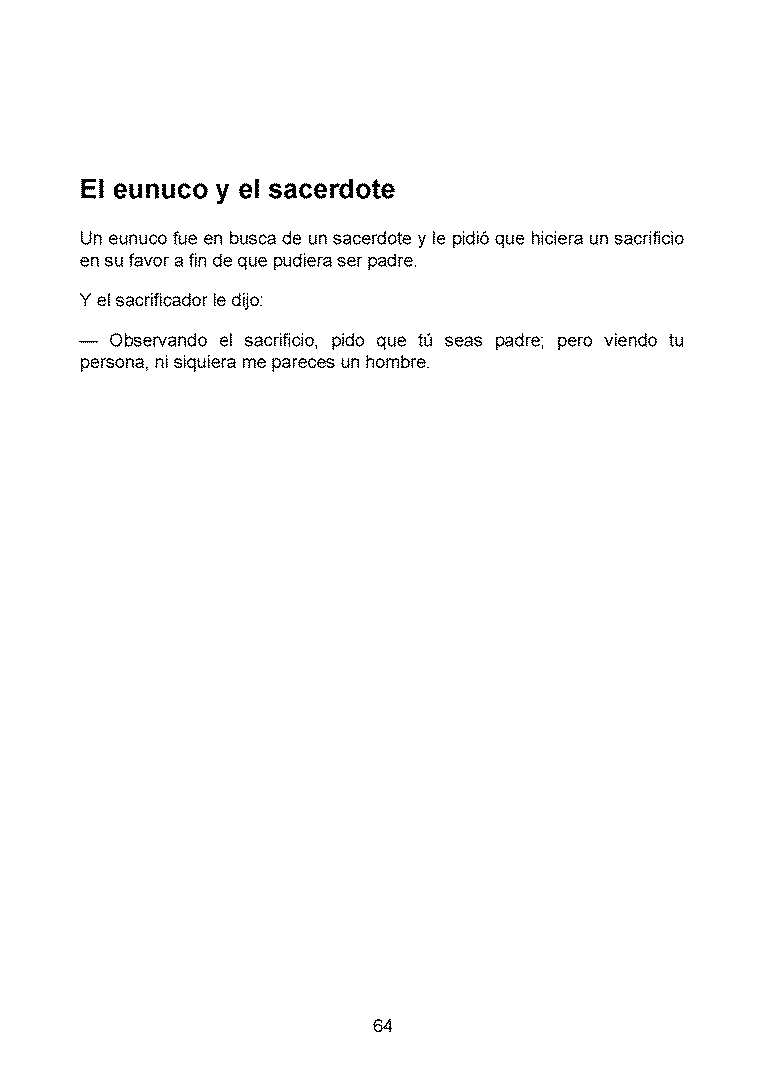 El eunuco y el sacerdote
Un eunuco fue en busca de un sacerdote y le pidió que hiciera un sacrificio
en su favor a fin de que pudiera ser padre.
Y el sacrificador le dijo:
— Observando el sacrificio, pido que tú seas padre; pero viendo tu
persona, ni siquiera me pareces un hombre.
64